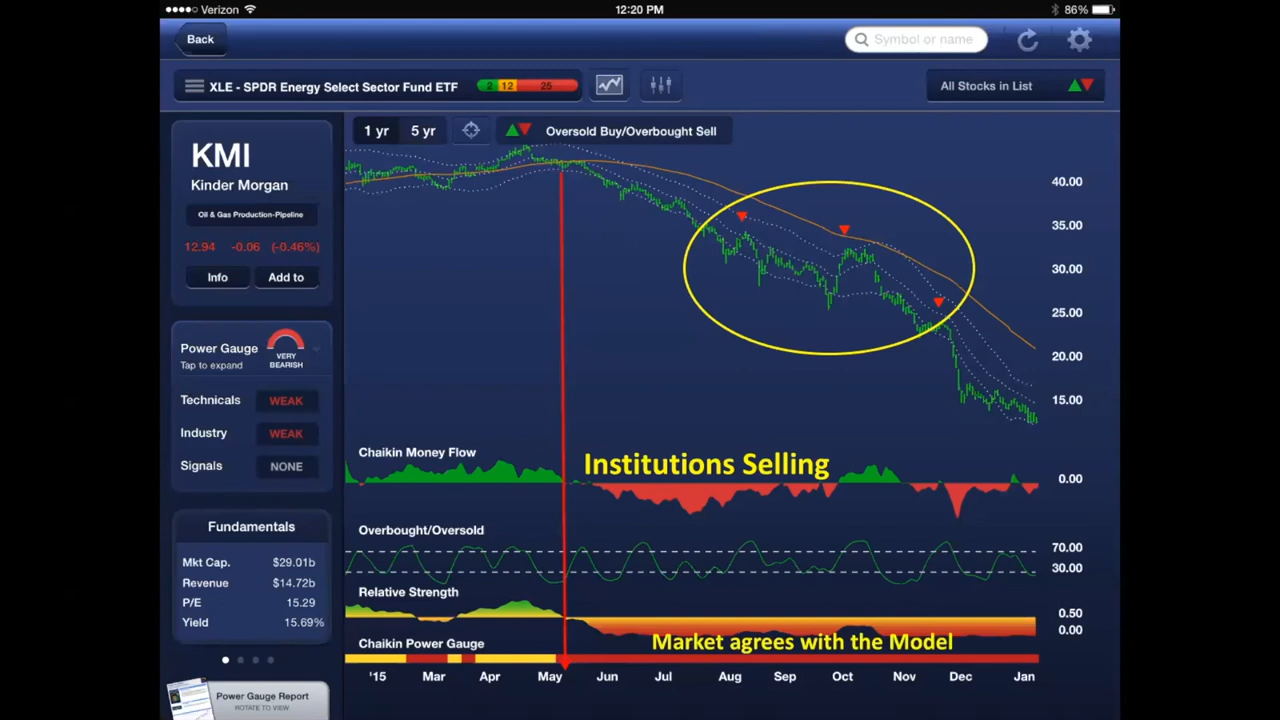 Verizon
12:20 PM
86%
Back
Symbol or name
XLE - SPDR Energy Select Sector Fund ETF
2 12 25
All Stocks in List
KMI
Kinder Morgan
Oil & Gas Production-Pipeline
12.94 -0.06 (-0.46%)
Info
Add to
1 yr
5 yr
Oversold Buy/Overbought Sell
40.00
35.00
30.00
25.00
20.00
15.00
Power Gauge
Tap to expand
VERY
BEARISH
Technicals WEAK
Industry WEAK
Signals NONE
Chaikin Money Flow
Institutions Selling
0.00
Overbought/Oversold
70.00
30.00
Relative Strength
0.50
0.00
Chaikin Power Gauge
Market agrees with the Model
'15 Mar Apr May Jun Jul Aug Sep Oct Nov Dec Jan
Fundamentals
Mkt Cap. $29.01b
Revenue $14.72b
P/E 15.29
Yield 15.69%
Power Gauge Report
ROTATE TO VIEW